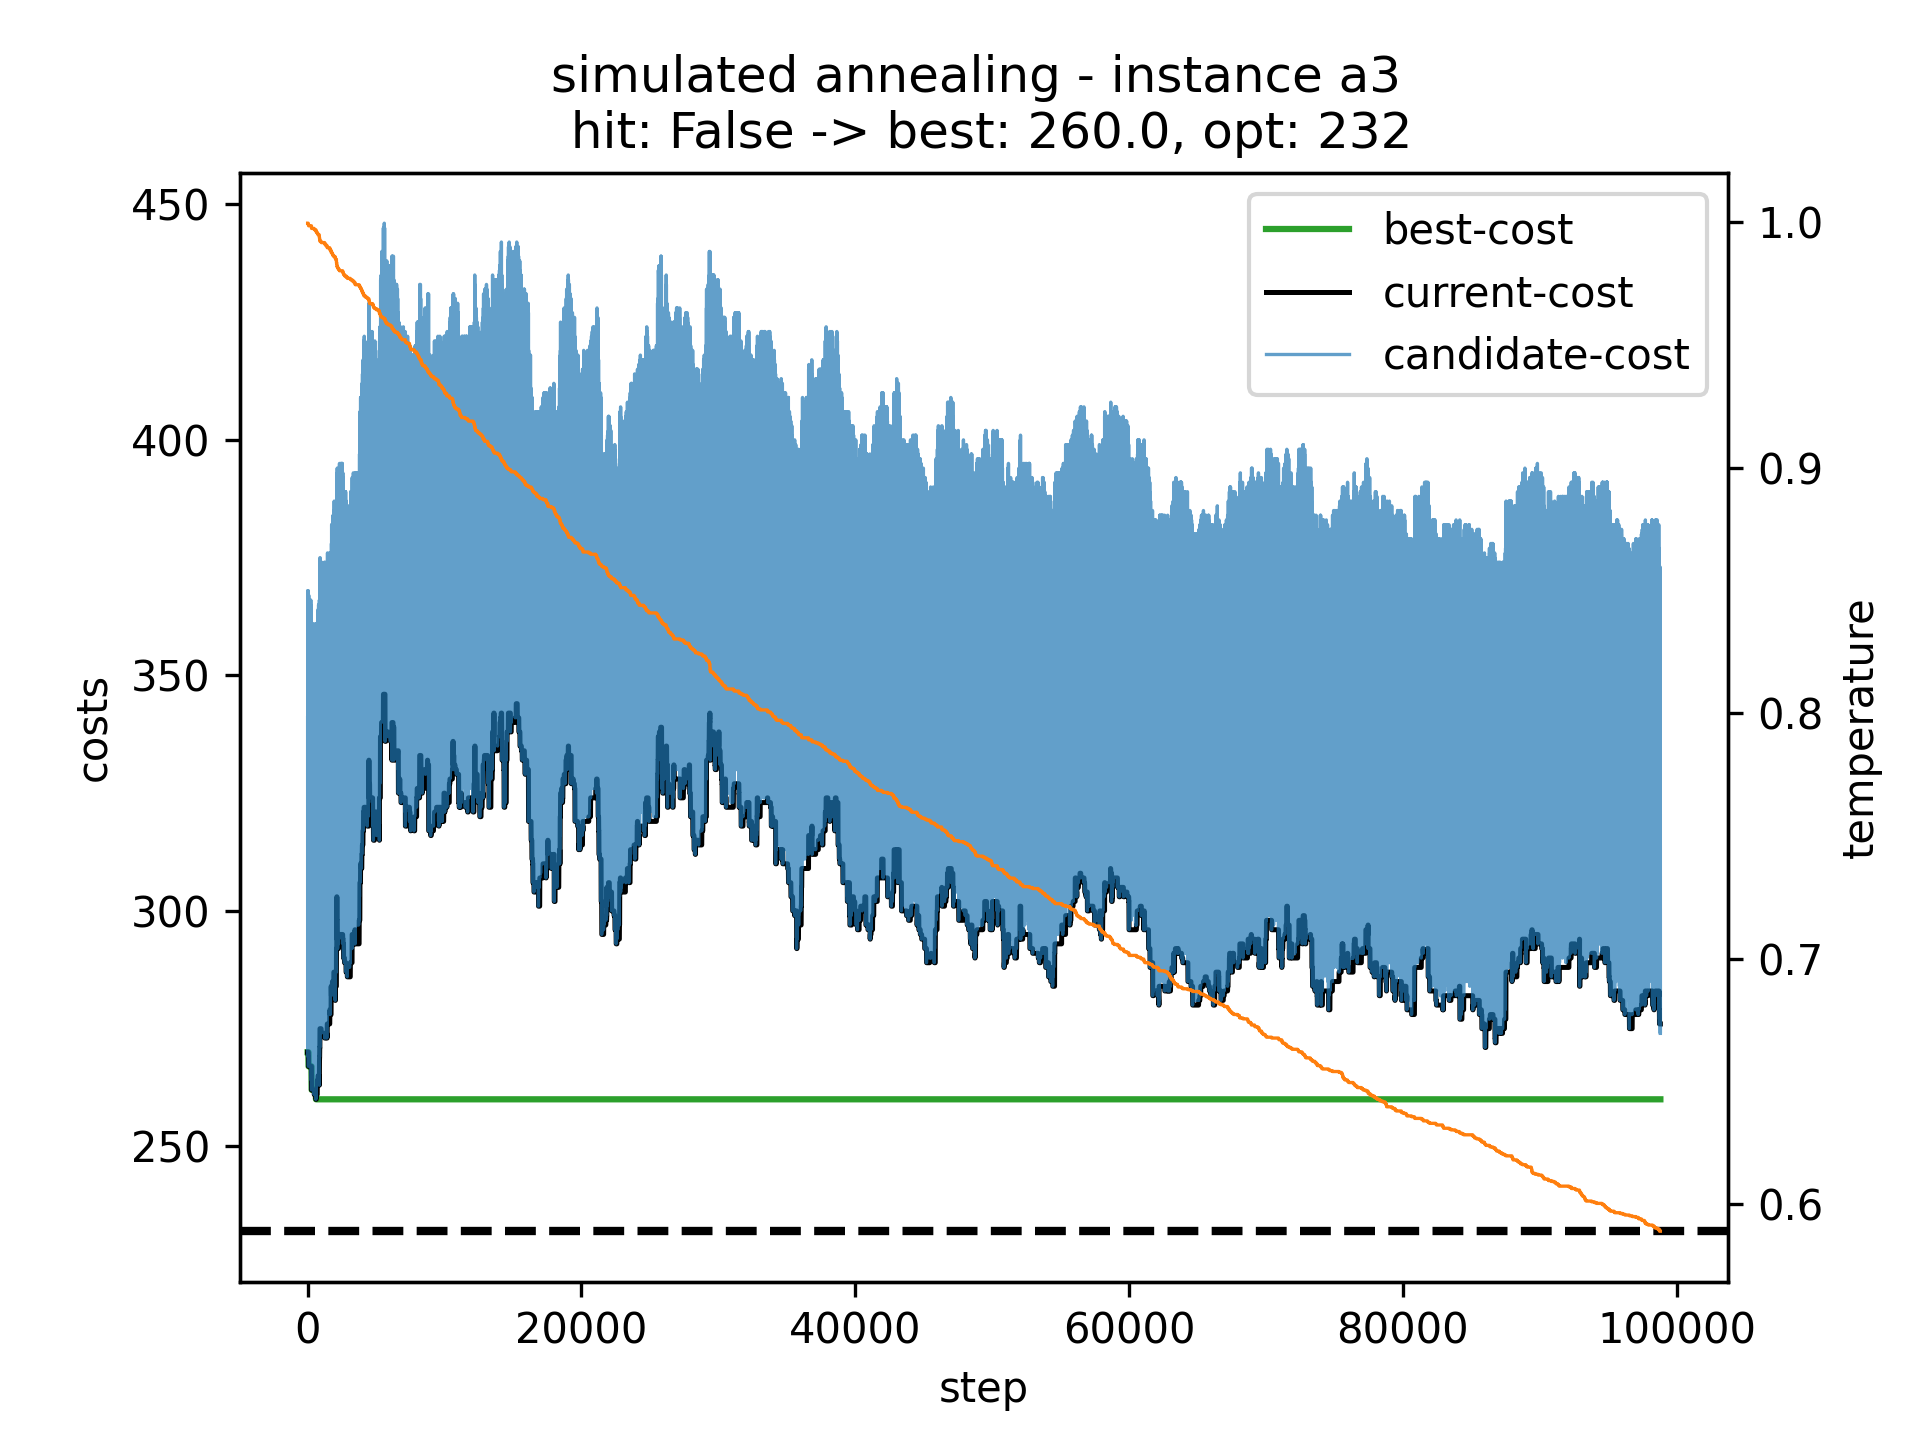 simulated annealing - instance a3
hit: False -> best: 260.0, opt: 232
450
400
350
300
250
costs
best-cost
current-cost
candidate-cost
1.0
0.9
0.8
0.7
0.6
temperature
0
20000
40000
60000
80000
100000
step